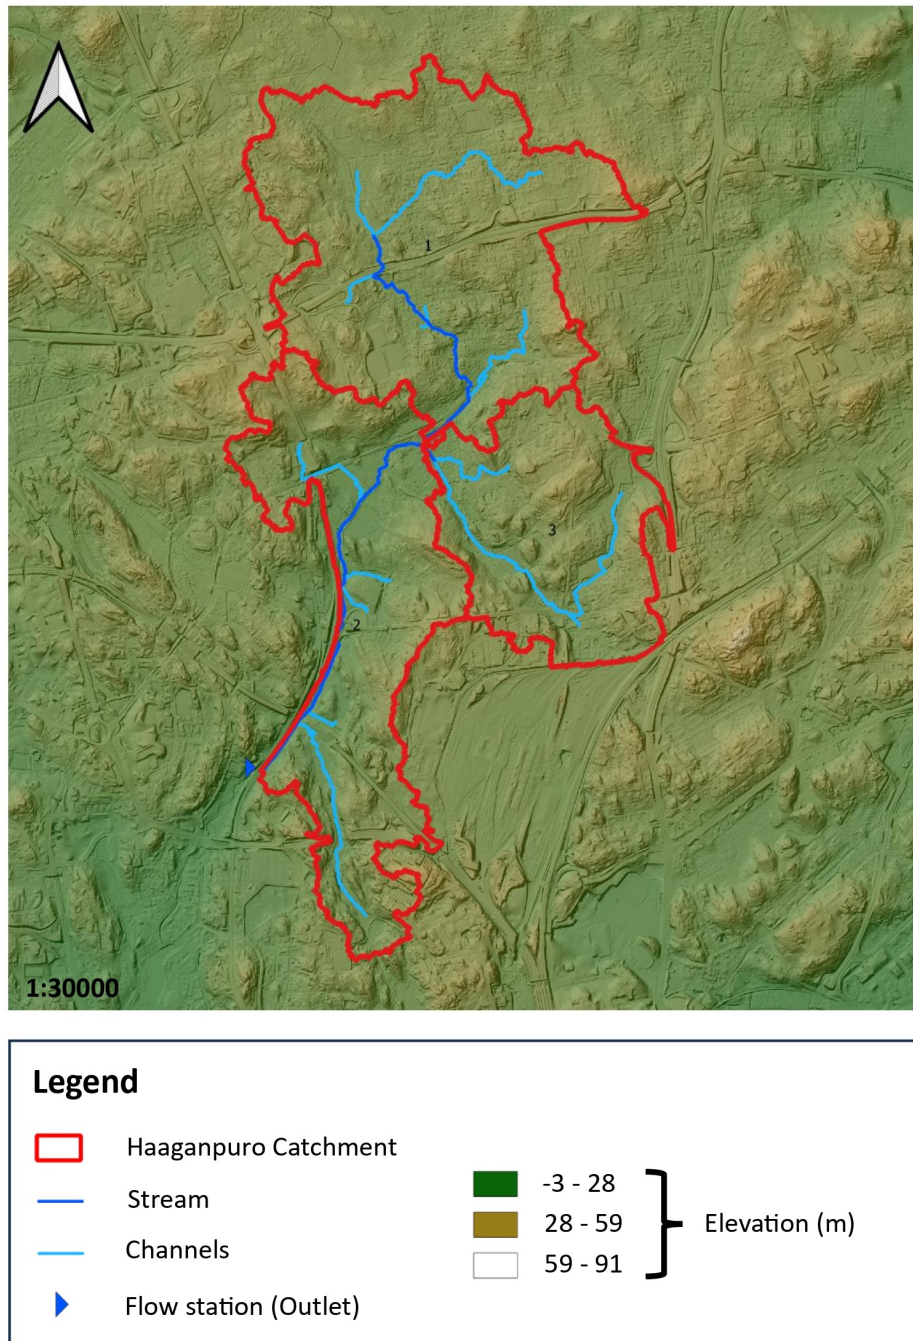 1
3
2
1:30000
Legend
Haaganpuro Catchment
Stream
Channels
Flow station (Outlet)
-3 - 28
28 - 59
59 - 91
Elevation (m)